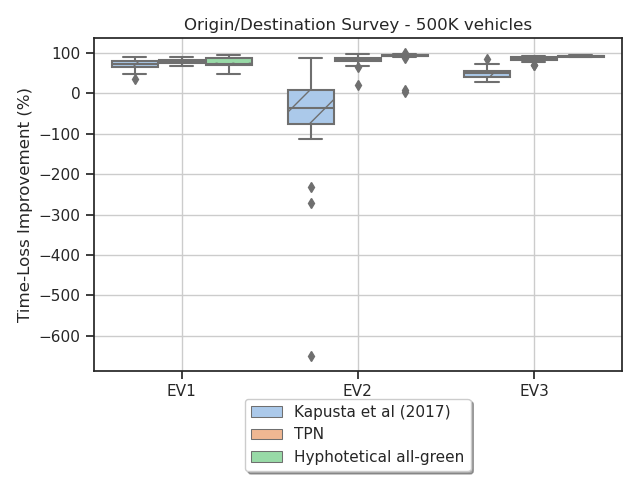 Origin/Destination Survey - 500K vehicles
Time-Loss Improvement (%)
100
0
−100
−200
−300
−400
−500
−600
EV1 EV2 EV3
Kapusta et al (2017)
TPN
Hyphotetical all-green